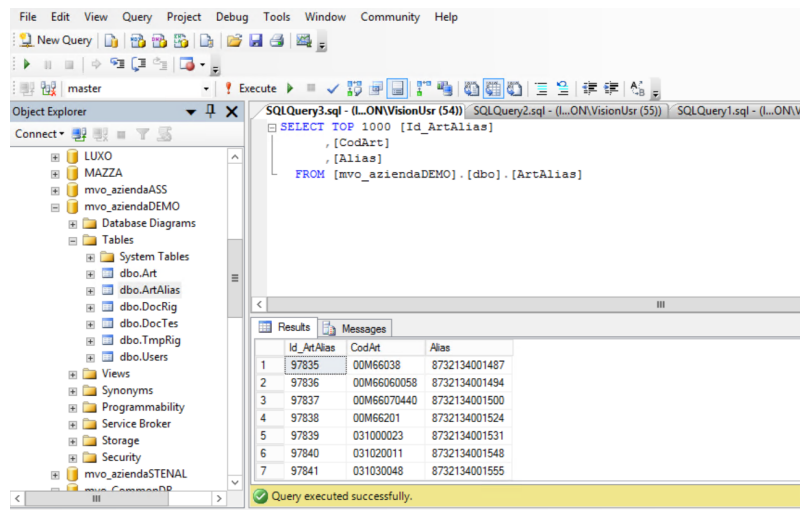 File Edit View Query Project Debug Tools Window Community Help
New Query
master Execute
Object Explorer
Connect
LUXO
MAZZA
mvo_aziendaASS
mvo_aziendaDEMO
Database Diagrams
Tables
System Tables
dbo.Art
dbo.ArtAlias
dbo.DocRig
dbo.DocTes
dbo.TmpRig
dbo.Users
Views
Synonyms
Programmability
Service Broker
Storage
Security
mvo_aziendaSTENAL
SQLQuery3.sql - (I...ON\VisionUsr (54)) SQLQuery2.sql - (I...ON\VisionUsr (55)) SQLQuery1.sql - (I...ON\V
SELECT TOP 1000 [Id_ArtAlias]
,[CodArt]
,[Alias]
FROM [mvo_aziendaDEMO].[dbo].[ArtAlias]
Results Messages
Id_ArtAlias CodArt Alias
1 97835 00M66038 8732134001487
2 97836 00M66060058 8732134001494
3 97837 00M66070440 8732134001500
4 97838 00M66201 8732134001524
5 97839 031000023 8732134001531
6 97840 031020011 8732134001548
7 97841 031030048 8732134001555
Query executed successfully.